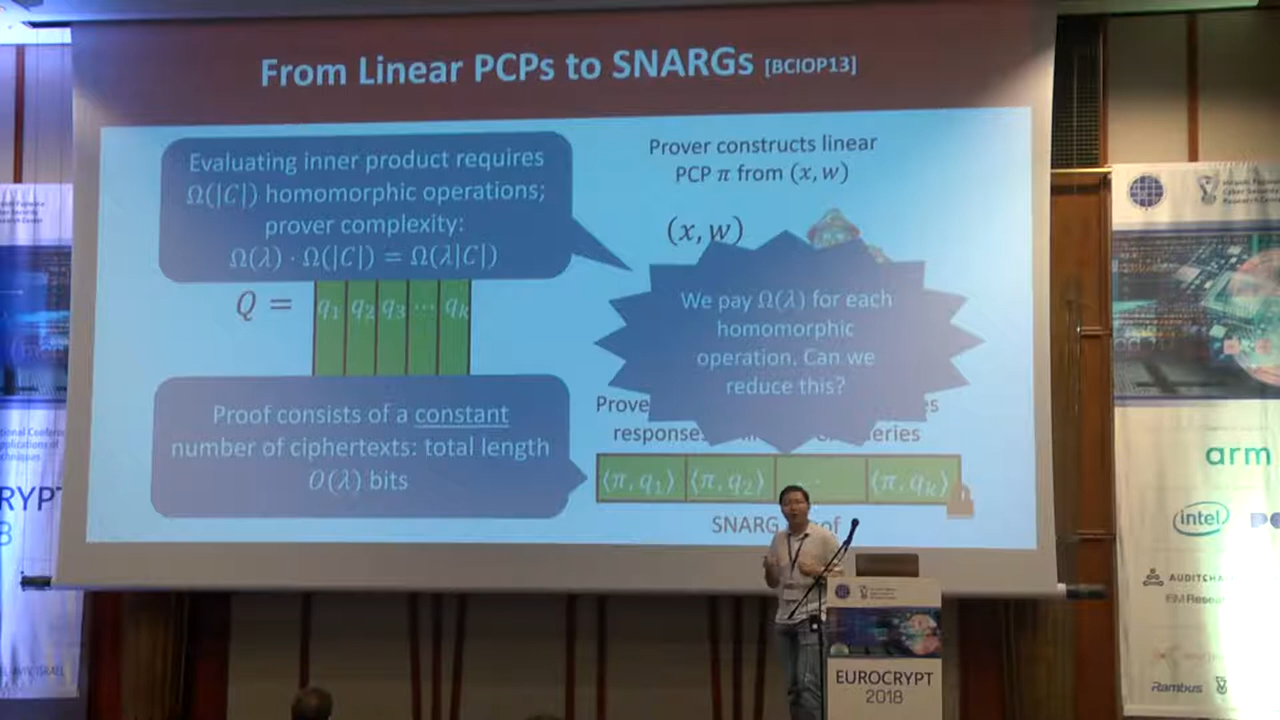 From Linear PCPs to SNARGs [BCIOP13]
Evaluating inner product requires
Ω(|C|) homomorphic operations;
prover complexity:
Ω(λ) · Ω(|C|) = Ω(λ|C|)
Prover constructs linear
PCP π from (x, w)
(x, w)
Q =
q₁ q₂ q₃ ⋯ qₖ
We pay Ω(λ) for each
homomorphic
operation. Can we
reduce this?
Proof consists of a constant
number of ciphertexts: total length
O(λ) bits
⟨π, q₁⟩ ⟨π, q₂⟩ ⟨π, qₖ⟩
SNARG
EUROCRYPT
2018
arm
intel
Rambus